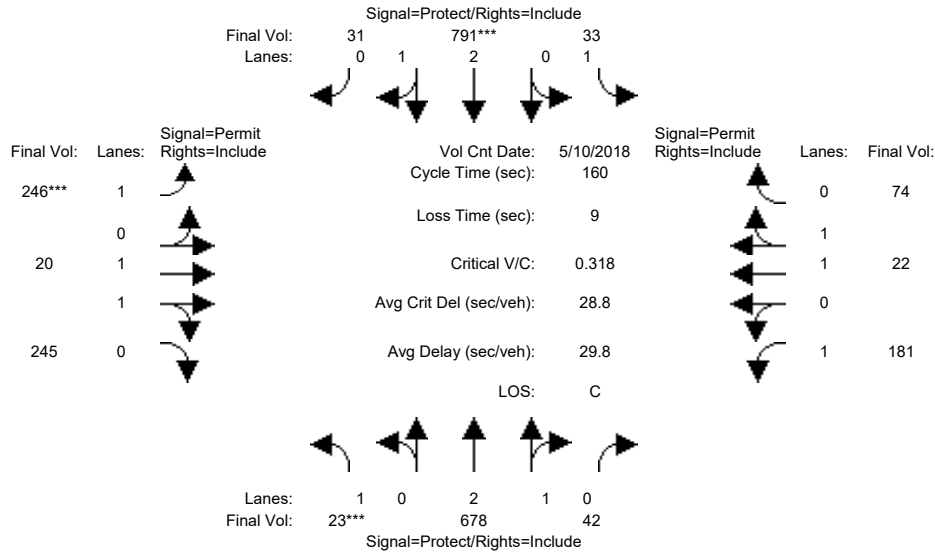 Signal=Protect/Rights=Include
Final Vol: 31 791*** 33
Lanes: 0 1 2 0 1
Signal=Permit Signal=Permit
Final Vol: Lanes: Rights=Include Vol Cnt Date: 5/10/2018 Rights=Include Lanes: Final Vol:
Cycle Time (sec): 160
246*** 1 0 74
Loss Time (sec): 9
0 1
20 1 Critical V/C: 0.318 1 22
1 Avg Crit Del (sec/veh): 28.8 0
245 0 Avg Delay (sec/veh): 29.8 1 181
LOS: C
Lanes: 1 0 2 1 0
Final Vol: 23*** 678 42
Signal=Protect/Rights=Include